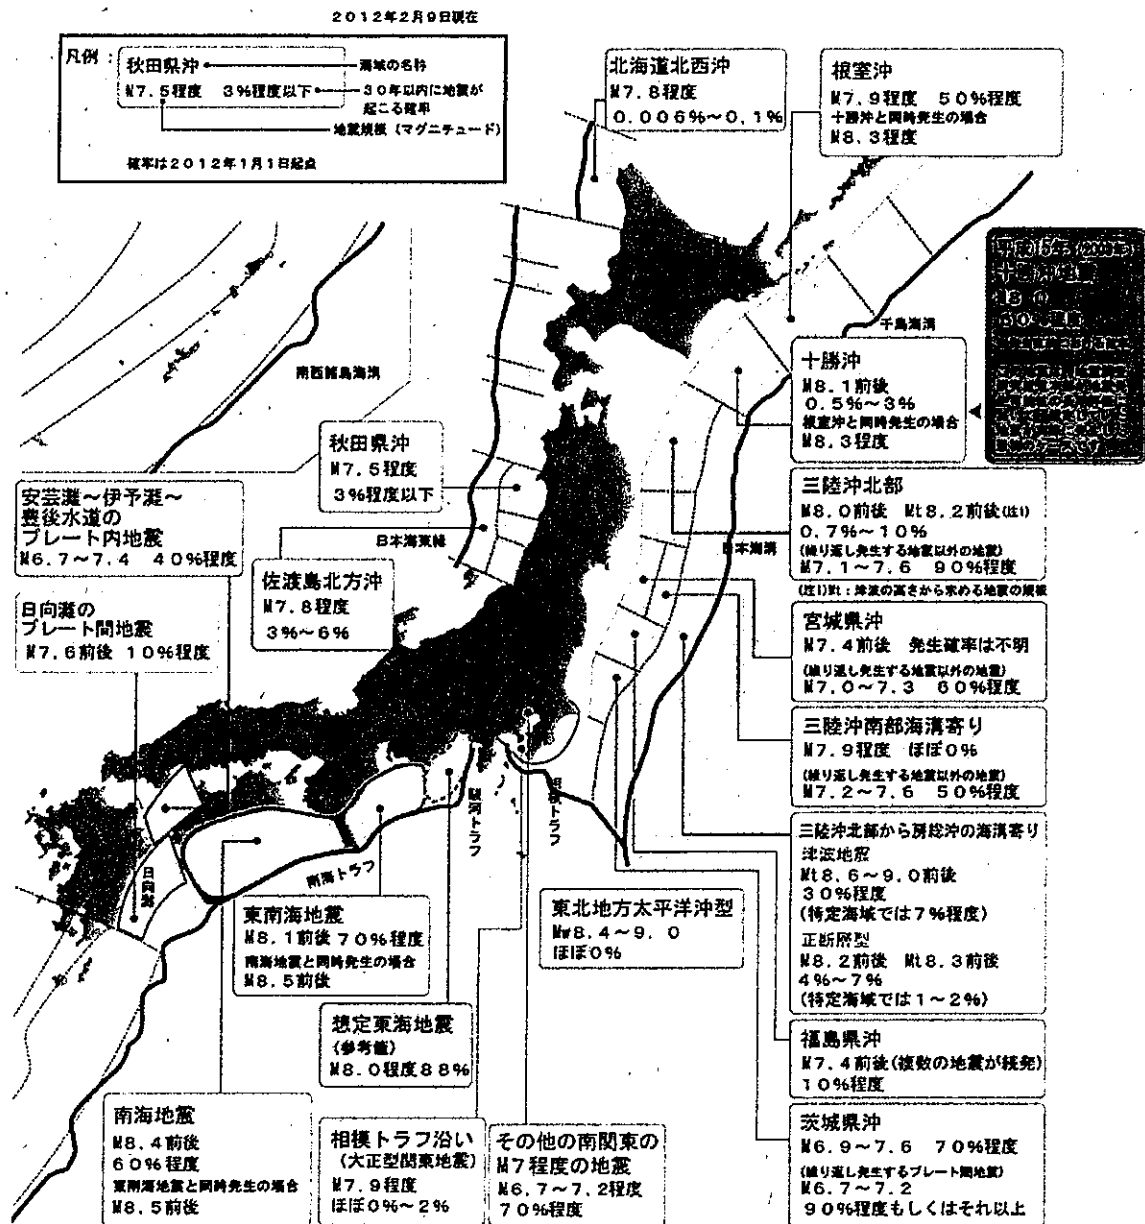 2012年2月9日現在
凡例:
秋田県沖
海域の名称
M7.5程度 3%程度以下
30年以内に地震が
起こる確率
地震規模(マグニチュード)
確率は2012年1月1日起点
北海道北西沖
M7.8程度
0.006%~0.1%
根室沖
M7.9程度 50%程度
十勝沖と同時発生の場合
M8.3程度
平成15年(2003年)
十勝沖地震
千島海溝
南西諸島海溝
十勝沖
M8.1前後
0.5%~3%
根室沖と同時発生の場合
M8.3程度
秋田県沖
M7.5程度
3%程度以下
三陸沖北部
M8.0前後 Mt8.2前後(注1)
0.7%~10%
(繰り返し発生する地震以外の地震)
M7.1~7.6 90%程度
(注1)Mt:津波の高さから求める地震の規模
安芸灘~伊予灘~
豊後水道の
プレート内地震
M6.7~7.4 40%程度
日本海東縁
日本海溝
佐渡島北方沖
M7.8程度
3%~6%
日向灘の
プレート間地震
M7.6前後 10%程度
宮城県沖
M7.4前後 発生確率は不明
(繰り返し発生する地震以外の地震)
M7.0~7.3 60%程度
三陸沖南部海溝寄り
M7.9程度 ほぼ0%
(繰り返し発生する地震以外の地震)
M7.2~7.6 50%程度
駿河トラフ
相模トラフ
南海トラフ
日向灘
三陸沖北部から房総沖の海溝寄り
津波地震
Mt8.6~9.0前後
30%程度
(特定海域では7%程度)
正断層型
M8.2前後 Mt8.3前後
4%~7%
(特定海域では1~2%)
東南海地震
M8.1前後 70%程度
南海地震と同時発生の場合
M8.5前後
東北地方太平洋沖型
Mw8.4~9.0
ほぼ0%
想定東海地震
(参考値)
M8.0程度88%
福島県沖
M7.4前後(複数の地震が続発)
10%程度
南海地震
M8.4前後
60%程度
東南海地震と同時発生の場合
M8.5前後
相模トラフ沿い
(大正型関東地震)
M7.9程度
ほぼ0%~2%
その他の南関東の
M7程度の地震
M6.7~7.2程度
70%程度
茨城県沖
M6.9~7.6 70%程度
(繰り返し発生するプレート間地震)
M6.7~7.2
90%程度もしくはそれ以上